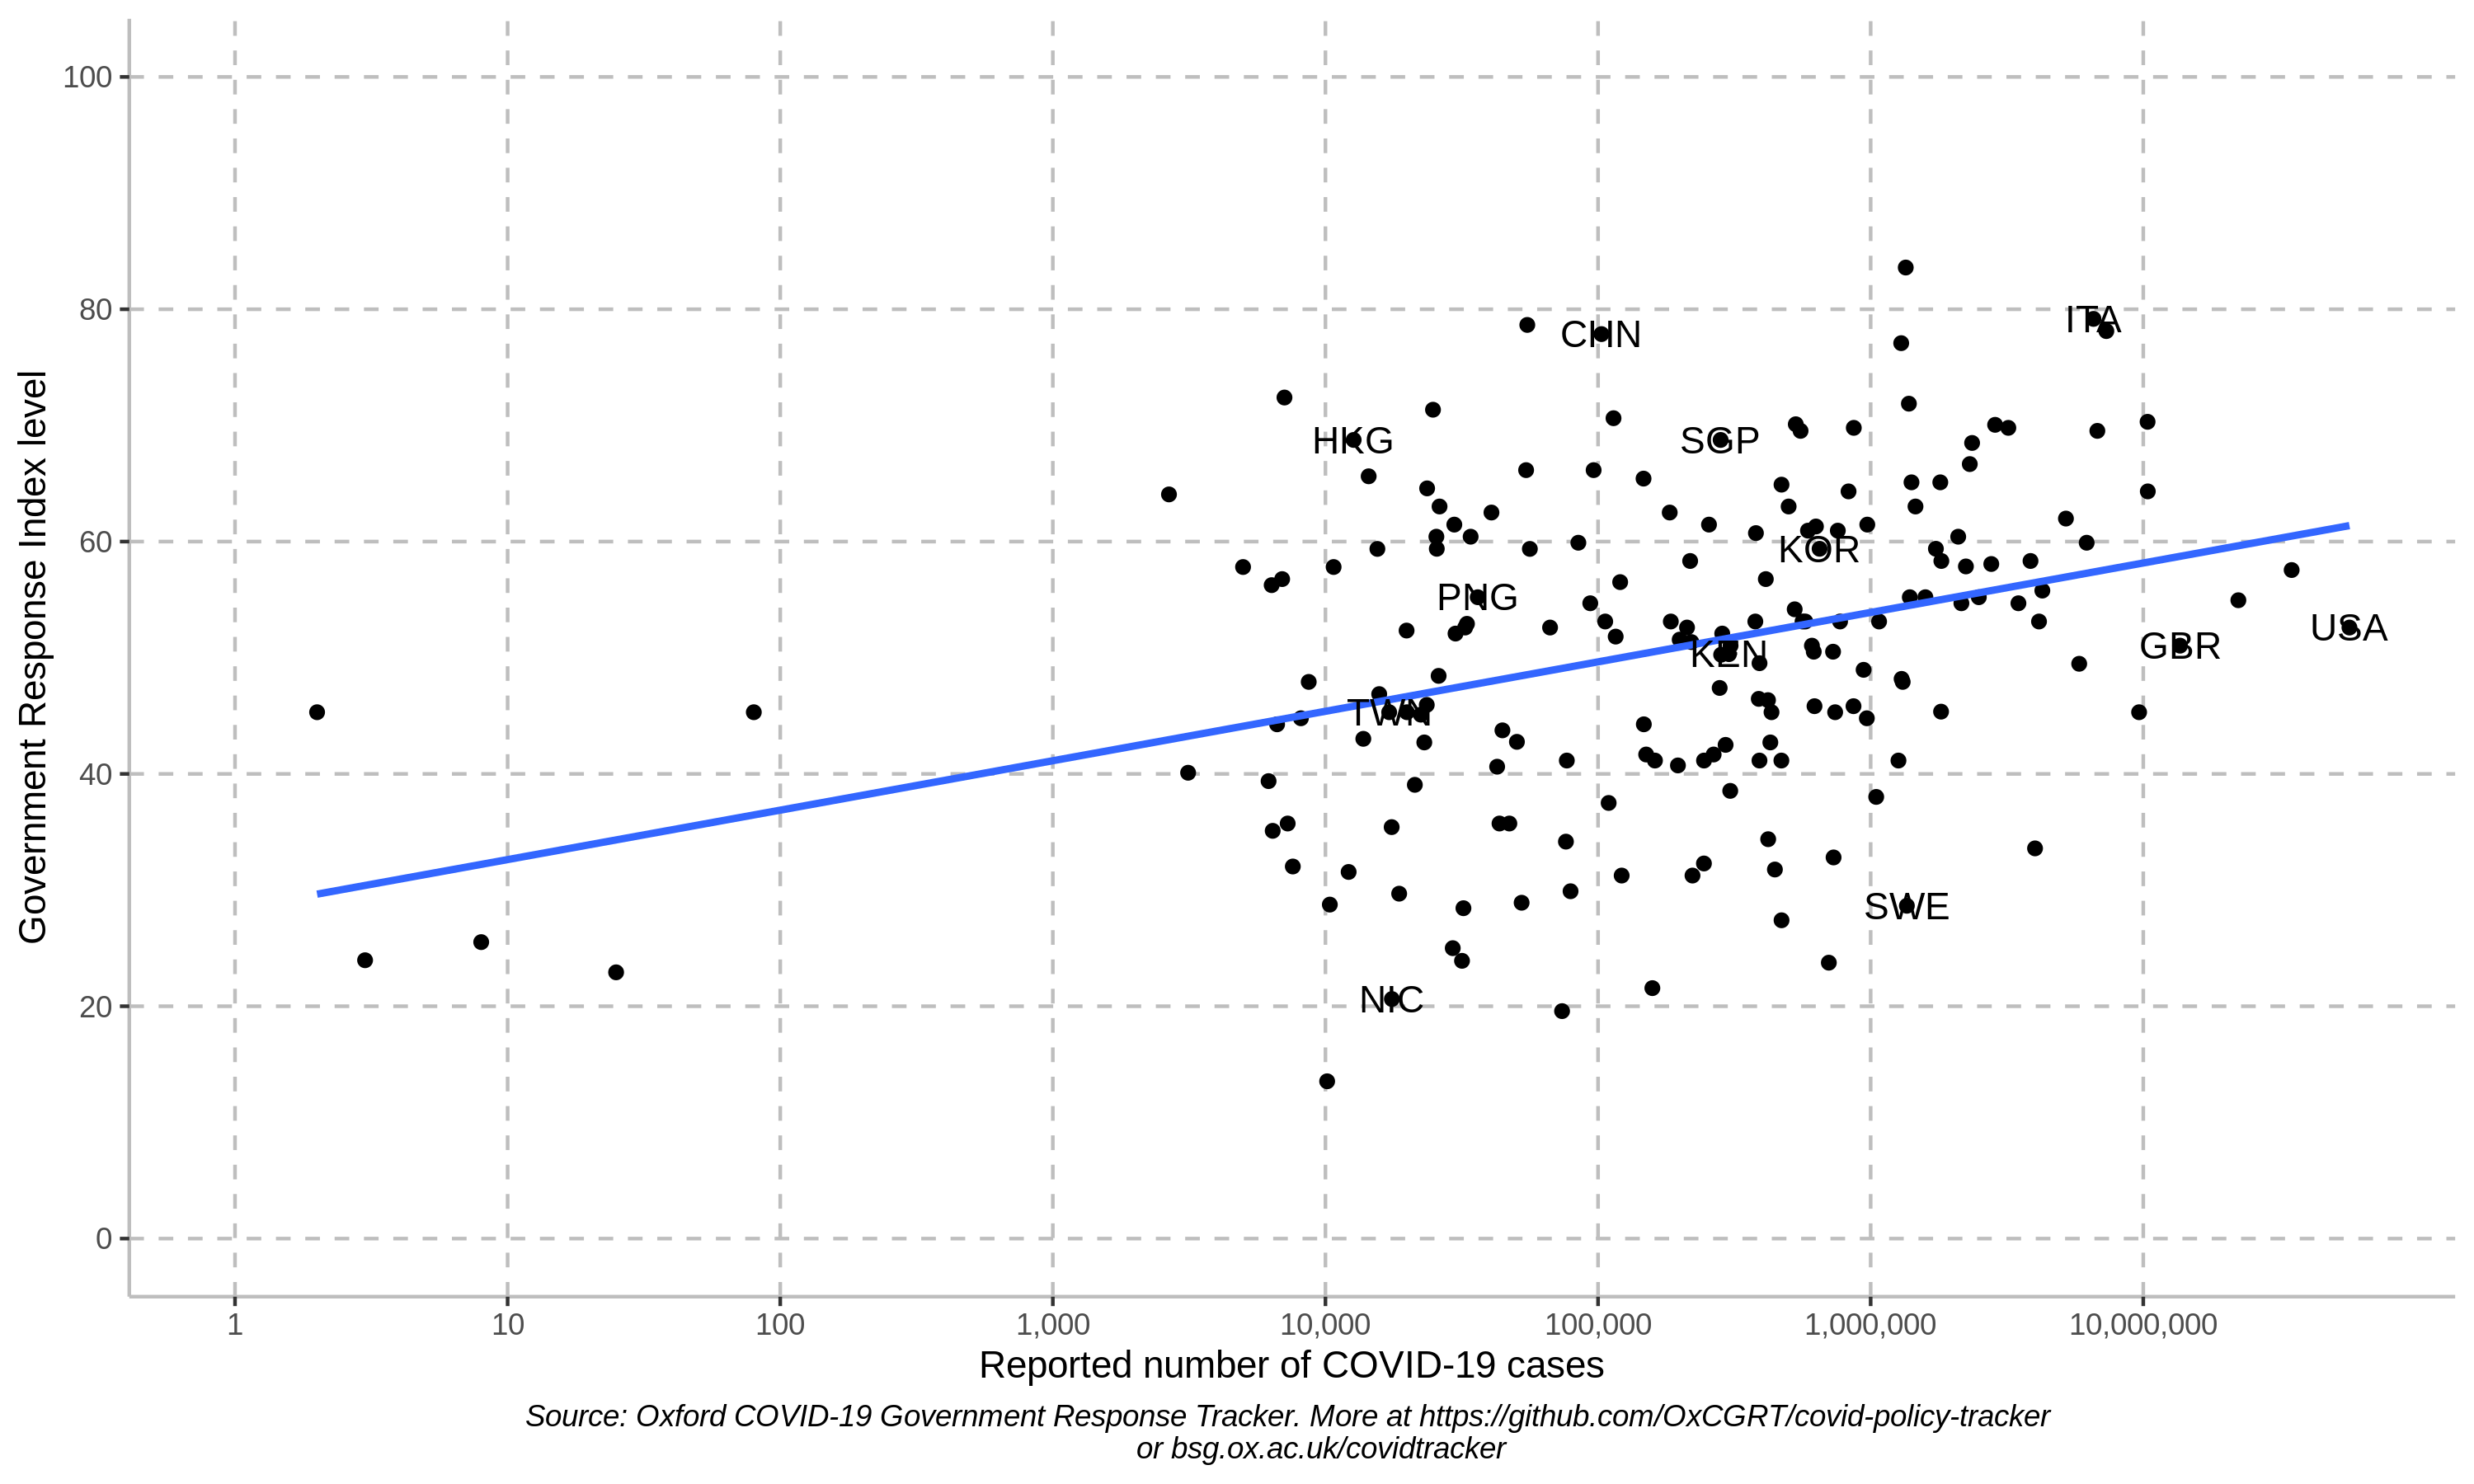 Government Response Index level
100
80
60
40
20
0
CHN
ITA
HKG
SGP
KOR
PNG
USA
GBR
KEN
TWN
SWE
NIC
1
10
100
1,000
10,000
100,000
1,000,000
10,000,000
Reported number of COVID-19 cases
Source: Oxford COVID-19 Government Response Tracker. More at https://github.com/OxCGRT/covid-policy-tracker
or bsg.ox.ac.uk/covidtracker